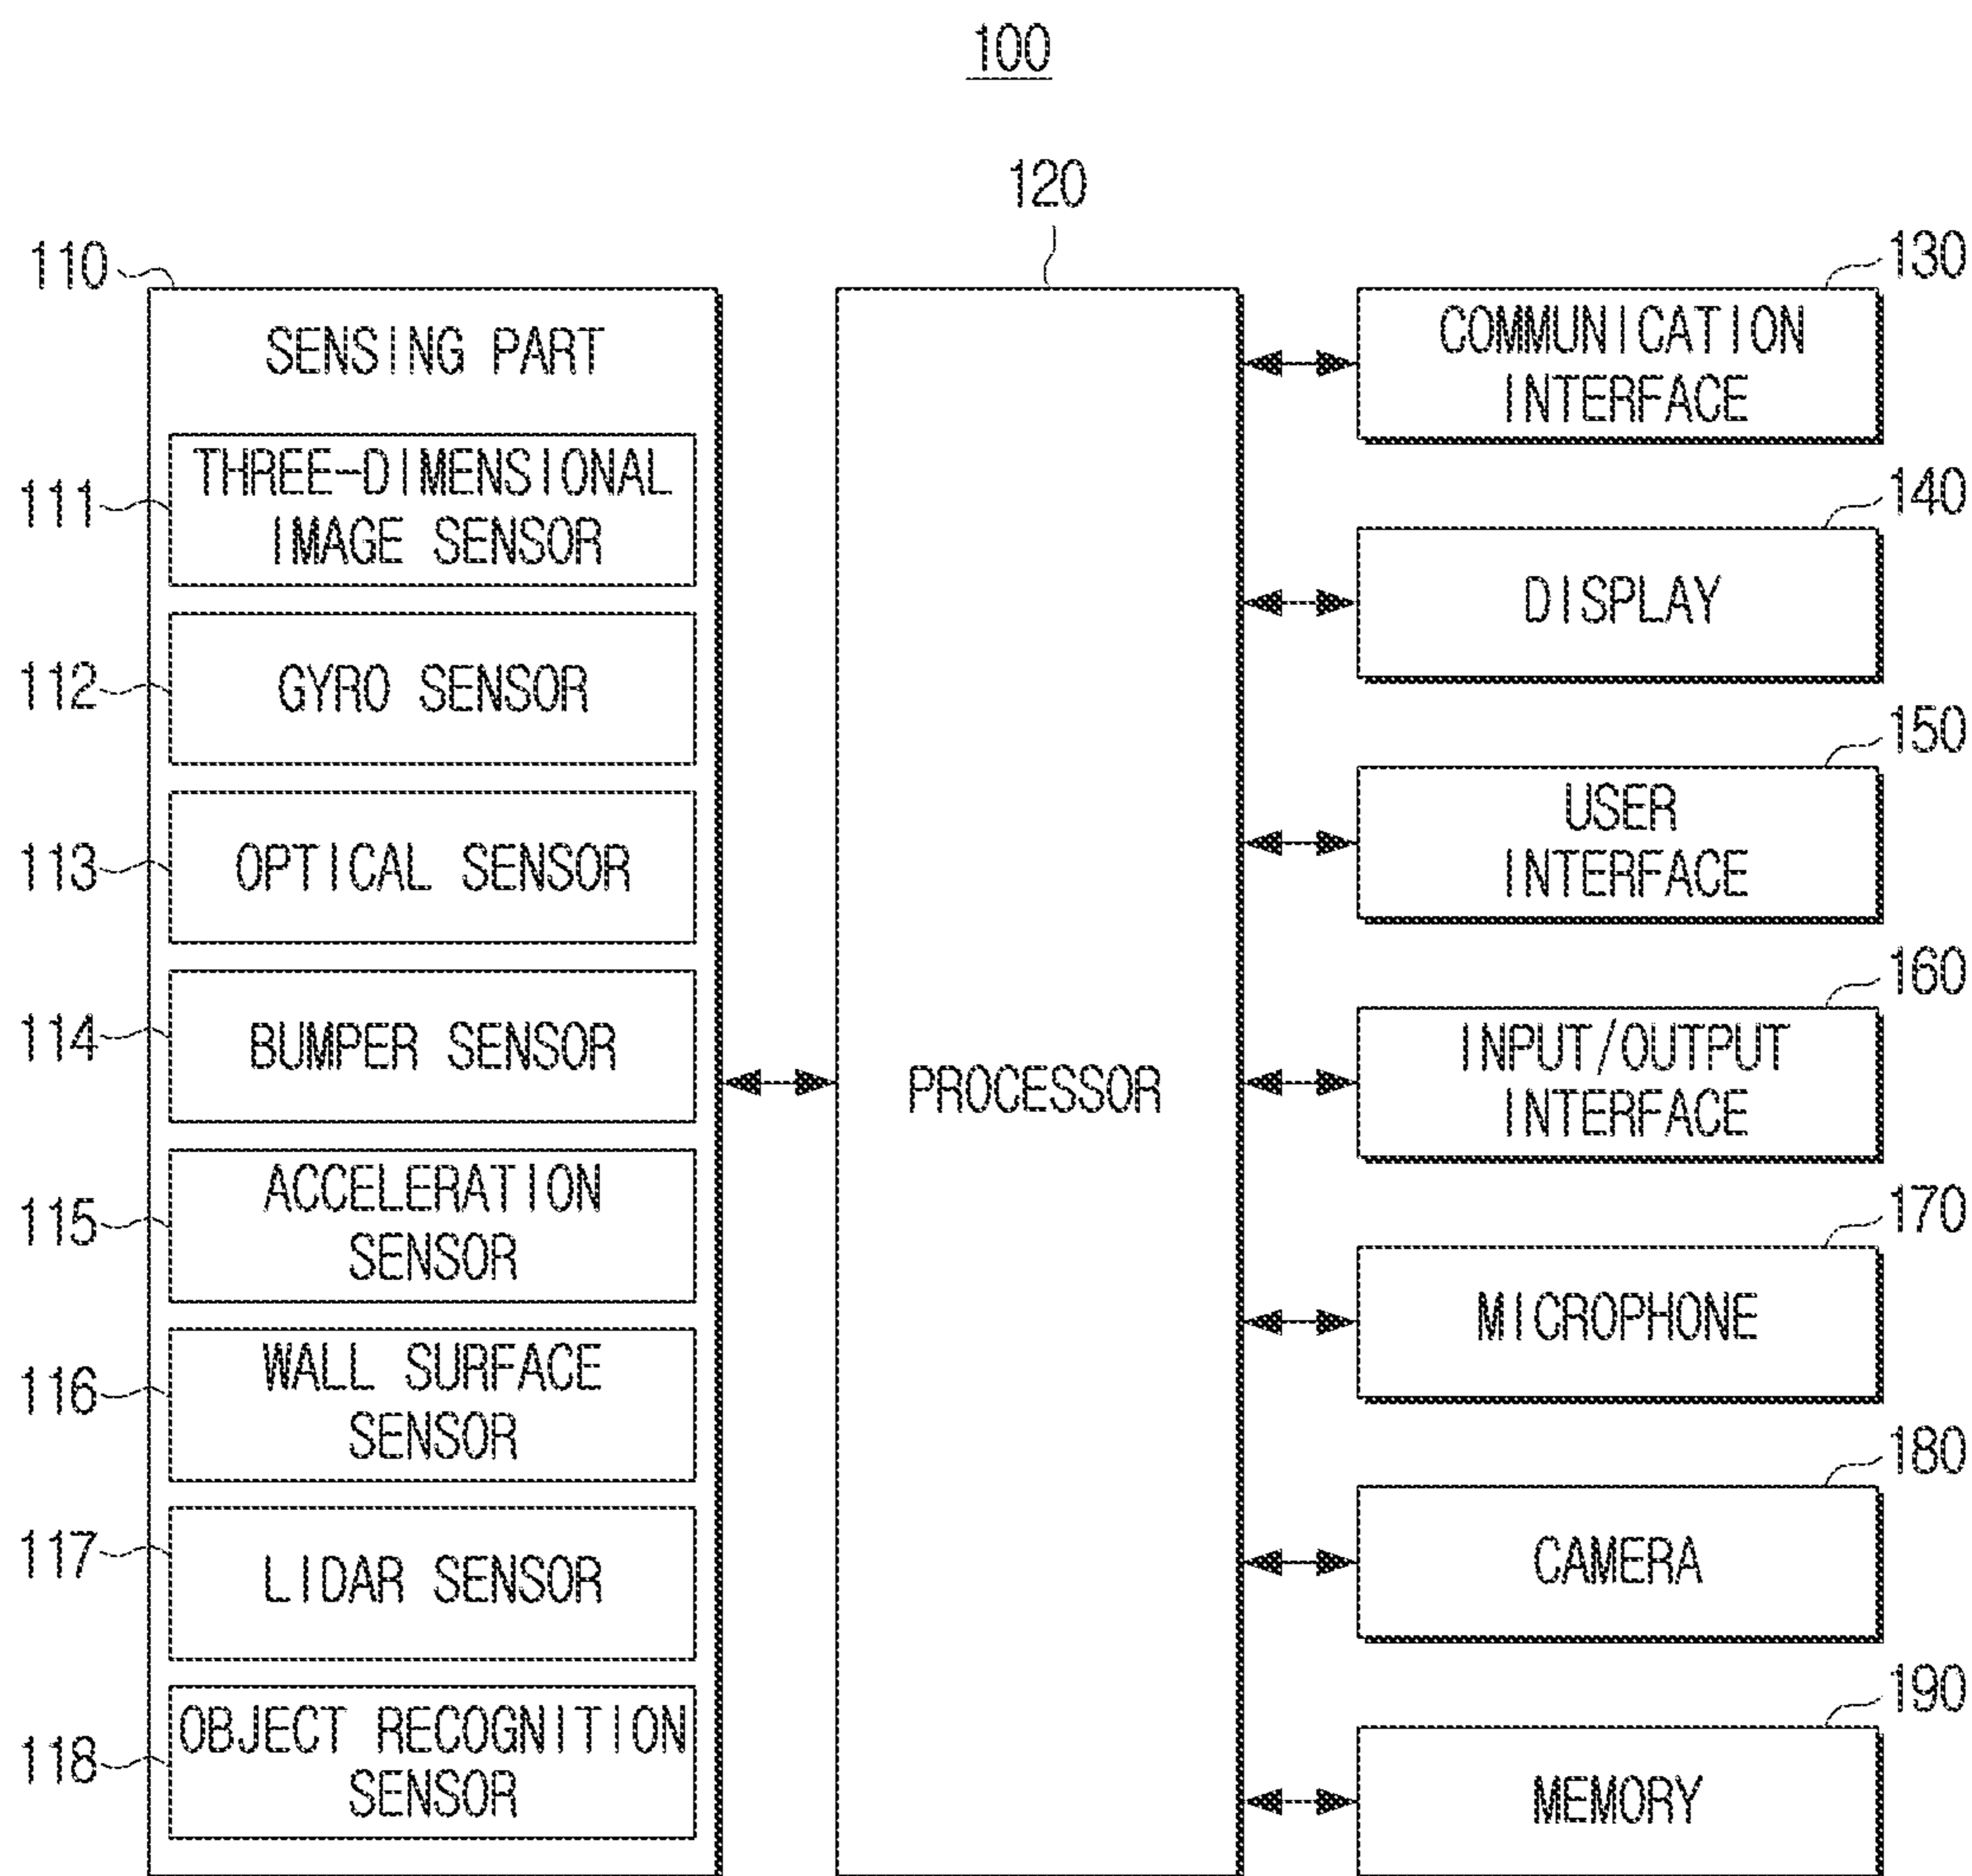 100
120
110
SENSING PART
111
THREE-DIMENSIONAL
IMAGE SENSOR
112
GYRO SENSOR
113
OPTICAL SENSOR
114
BUMPER SENSOR
115
ACCELERATION
SENSOR
116
WALL SURFACE
SENSOR
117
LIDAR SENSOR
118
OBJECT RECOGNITION
SENSOR
PROCESSOR
130
COMMUNICATION
INTERFACE
140
DISPLAY
150
USER
INTERFACE
160
INPUT/OUTPUT
INTERFACE
170
MICROPHONE
180
CAMERA
190
MEMORY